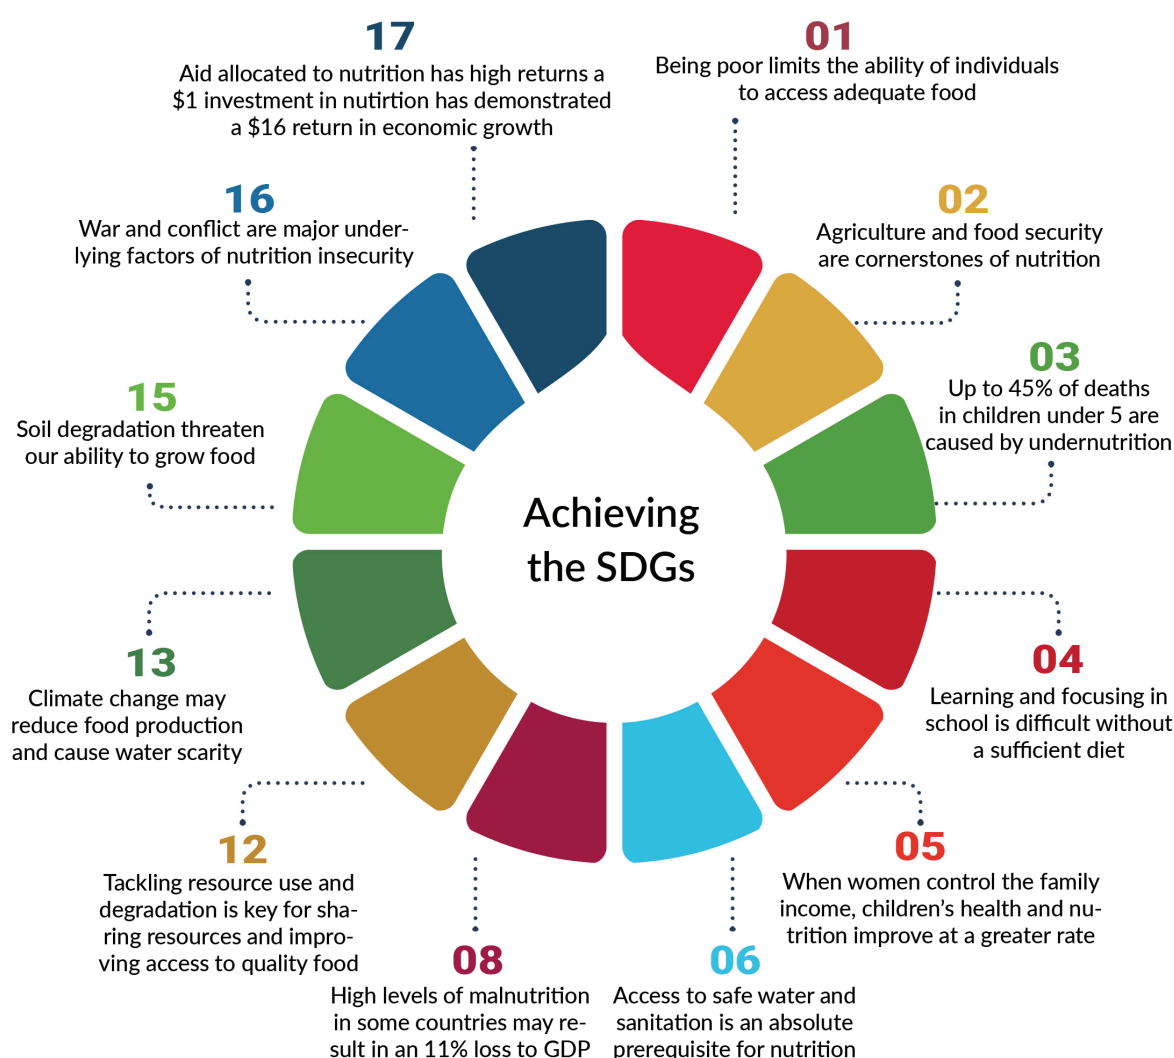 17
Aid allocated to nutrition has high returns a
$1 investment in nutirtion has demonstrated
a $16 return in economic growth
01
Being poor limits the ability of individuals
to access adequate food
16
War and conflict are major under-
lying factors of nutrition insecurity
02
Agriculture and food security
are cornerstones of nutrition
03
Up to 45% of deaths
in children under 5 are
caused by undernutrition
15
Soil degradation threaten
our ability to grow food
Achieving
the SDGs
13
Climate change may
reduce food production
and cause water scarity
04
Learning and focusing in
school is difficult without
a sufficient diet
12
Tackling resource use and
degradation is key for sha-
ring resources and impro-
ving access to quality food
05
When women control the family
income, children’s health and nu-
trition improve at a greater rate
08
High levels of malnutrition
in some countries may re-
sult in an 11% loss to GDP
06
Access to safe water and
sanitation is an absolute
prerequisite for nutrition